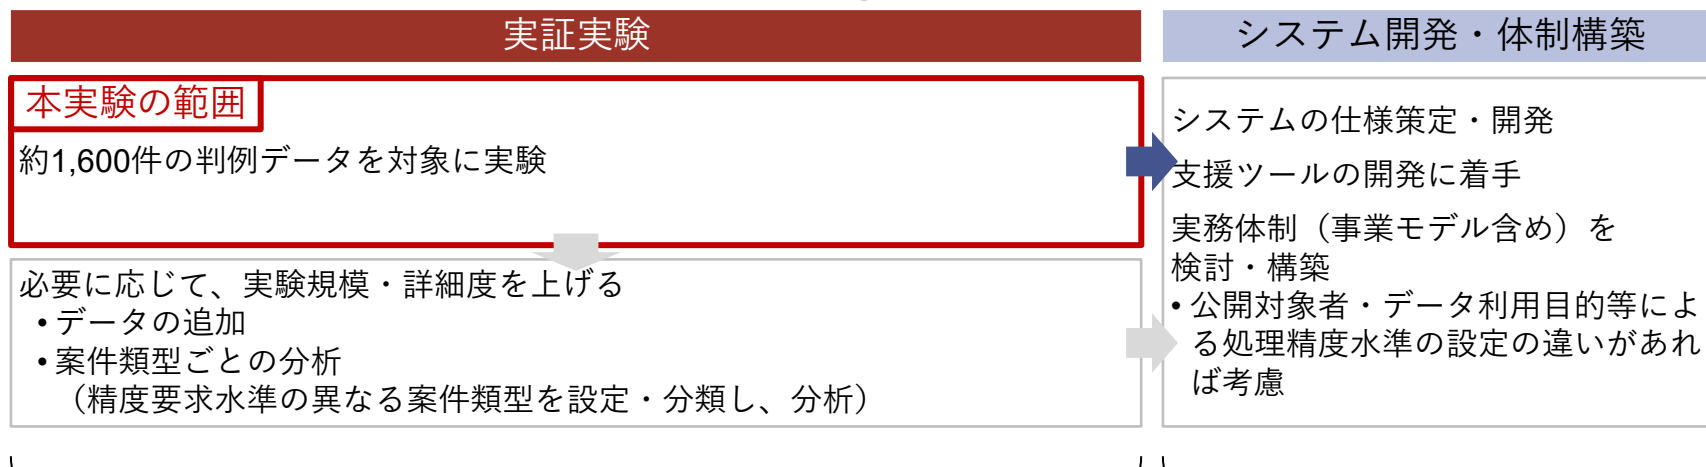 実証実験
本実験の範囲
約1,600件の判例データを対象に実験
必要に応じて、実験規模・詳細度を上げる
• データの追加
• 案件類型ごとの分析
（精度要求水準の異なる案件類型を設定・分類し、分析）
システム開発・体制構築
システムの仕様策定・開発
支援ツールの開発に着手
実務体制（事業モデル含め）を
検討・構築
• 公開対象者・データ利用目的等によ
る処理精度水準の設定の違いがあれ
ば考慮